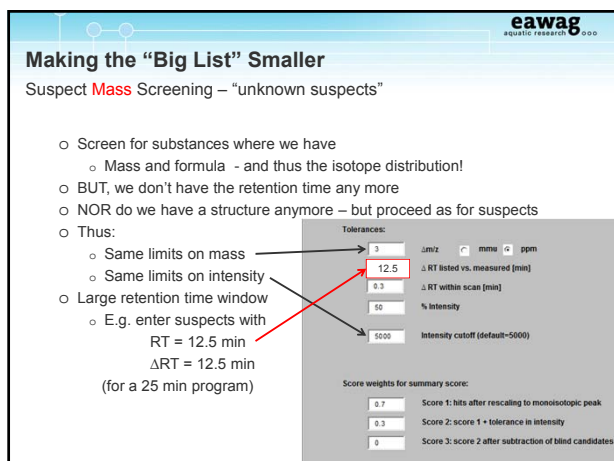 eawag
aquatic research
Making the “Big List” Smaller
Suspect Mass Screening – “unknown suspects”
o Screen for substances where we have
o Mass and formula - and thus the isotope distribution!
o BUT, we don’t have the retention time any more
o NOR do we have a structure anymore – but proceed as for suspects
o Thus:
o Same limits on mass
o Same limits on intensity
o Large retention time window
o E.g. enter suspects with
RT = 12.5 min
ΔRT = 12.5 min
(for a 25 min program)
Tolerances:
3 Δm/z mmu ppm
12.5 Δ RT listed vs. measured [min]
0.3 Δ RT within scan [min]
50 % Intensity
5000 Intensity cutoff (default=5000)
Score weights for summary score:
0.7 Score 1: hits after rescaling to monoisotopic peak
0.3 Score 2: score 1 + tolerance in intensity
0 Score 3: score 2 after subtraction of blind candidates